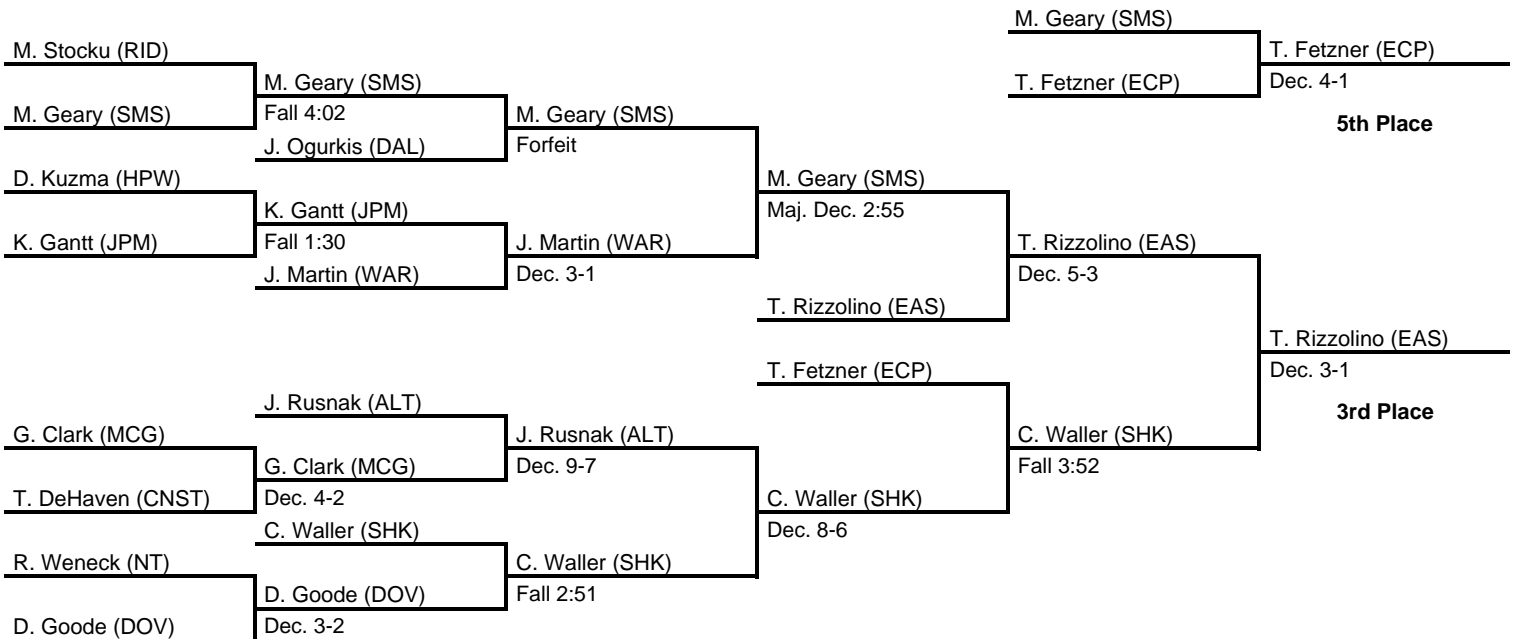 M. Geary (SMS)
M. Stocku (RID)
T. Fetzner (ECP)
M. Geary (SMS)
T. Fetzner (ECP)
Dec. 4-1
M. Geary (SMS)
Fall 4:02
M. Geary (SMS)
5th Place
J. Ogurkis (DAL)
Forfeit
D. Kuzma (HPW)
M. Geary (SMS)
K. Gantt (JPM)
Maj. Dec. 2:55
K. Gantt (JPM)
Fall 1:30
J. Martin (WAR)
T. Rizzolino (EAS)
J. Martin (WAR)
Dec. 3-1
Dec. 5-3
T. Rizzolino (EAS)
T. Rizzolino (EAS)
T. Fetzner (ECP)
Dec. 3-1
J. Rusnak (ALT)
3rd Place
G. Clark (MCG)
J. Rusnak (ALT)
C. Waller (SHK)
G. Clark (MCG)
Dec. 9-7
Fall 3:52
T. DeHaven (CNST)
Dec. 4-2
C. Waller (SHK)
C. Waller (SHK)
Dec. 8-6
R. Weneck (NT)
C. Waller (SHK)
D. Goode (DOV)
Fall 2:51
D. Goode (DOV)
Dec. 3-2